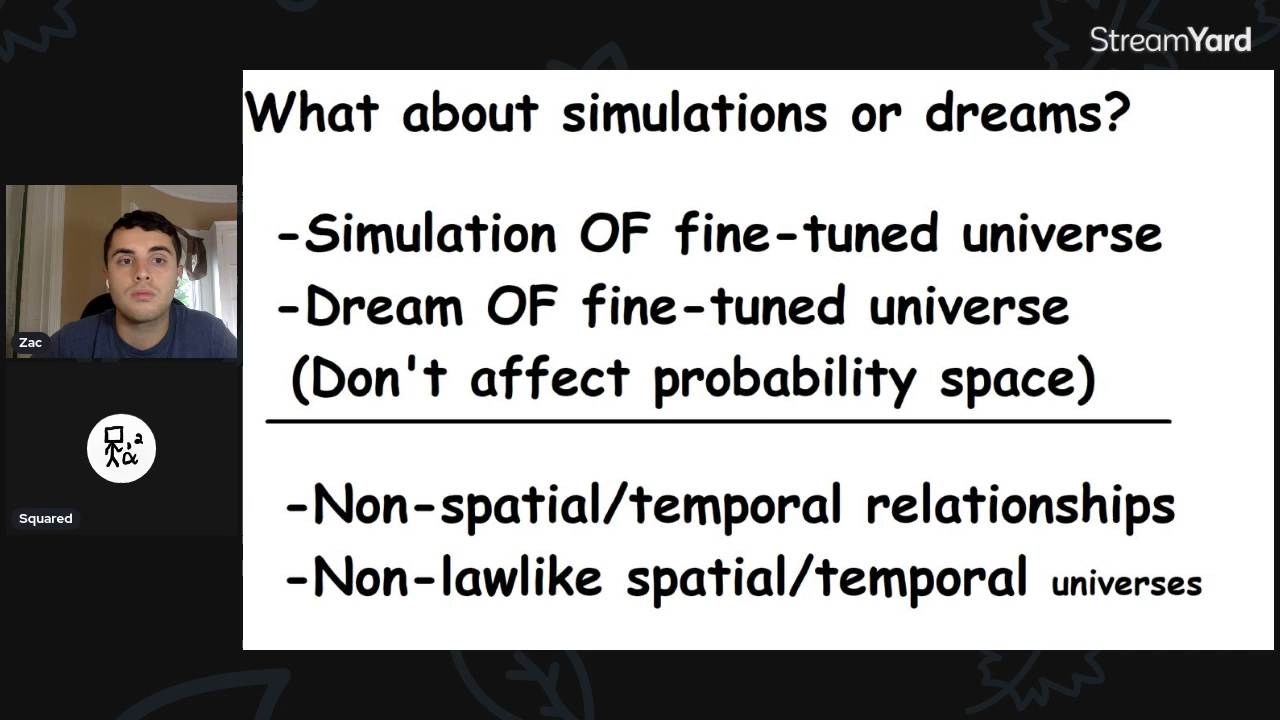 StreamYard
What about simulations or dreams?
-Simulation OF fine-tuned universe
-Dream OF fine-tuned universe
(Don't affect probability space)
-Non-spatial/temporal relationships
-Non-lawlike spatial/temporal universes
Zac
Squared